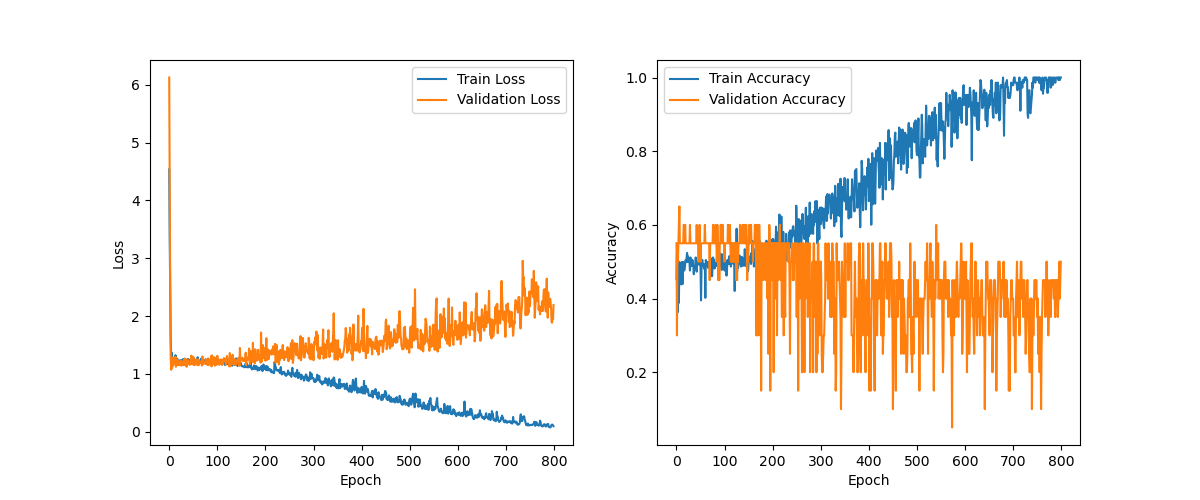 Train Loss
Validation Loss
6
5
4
3
2
1
0
Loss
0 100 200 300 400 500 600 700 800
Epoch
Train Accuracy
Validation Accuracy
1.0
0.8
0.6
0.4
0.2
Accuracy
0 100 200 300 400 500 600 700 800
Epoch